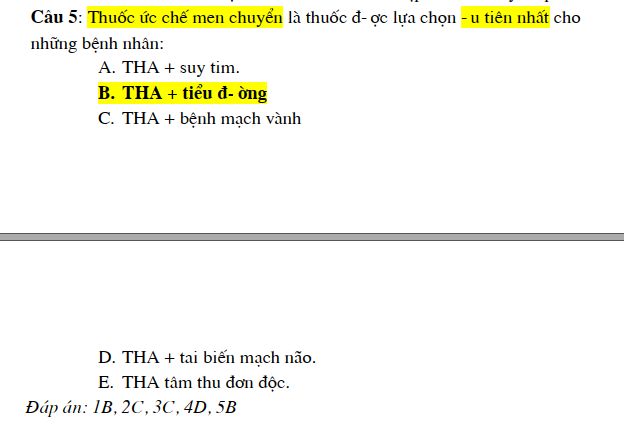 Câu 5: Thuốc ức chế men chuyển là thuốc đ- ợc lựa chọn - u tiên nhất cho
những bệnh nhân:
A. THA + suy tim.
B. THA + tiểu đ- ờng
C. THA + bệnh mạch vành
D. THA + tai biến mạch não.
E. THA tâm thu đơn độc.
Đáp án: 1B, 2C, 3C, 4D, 5B